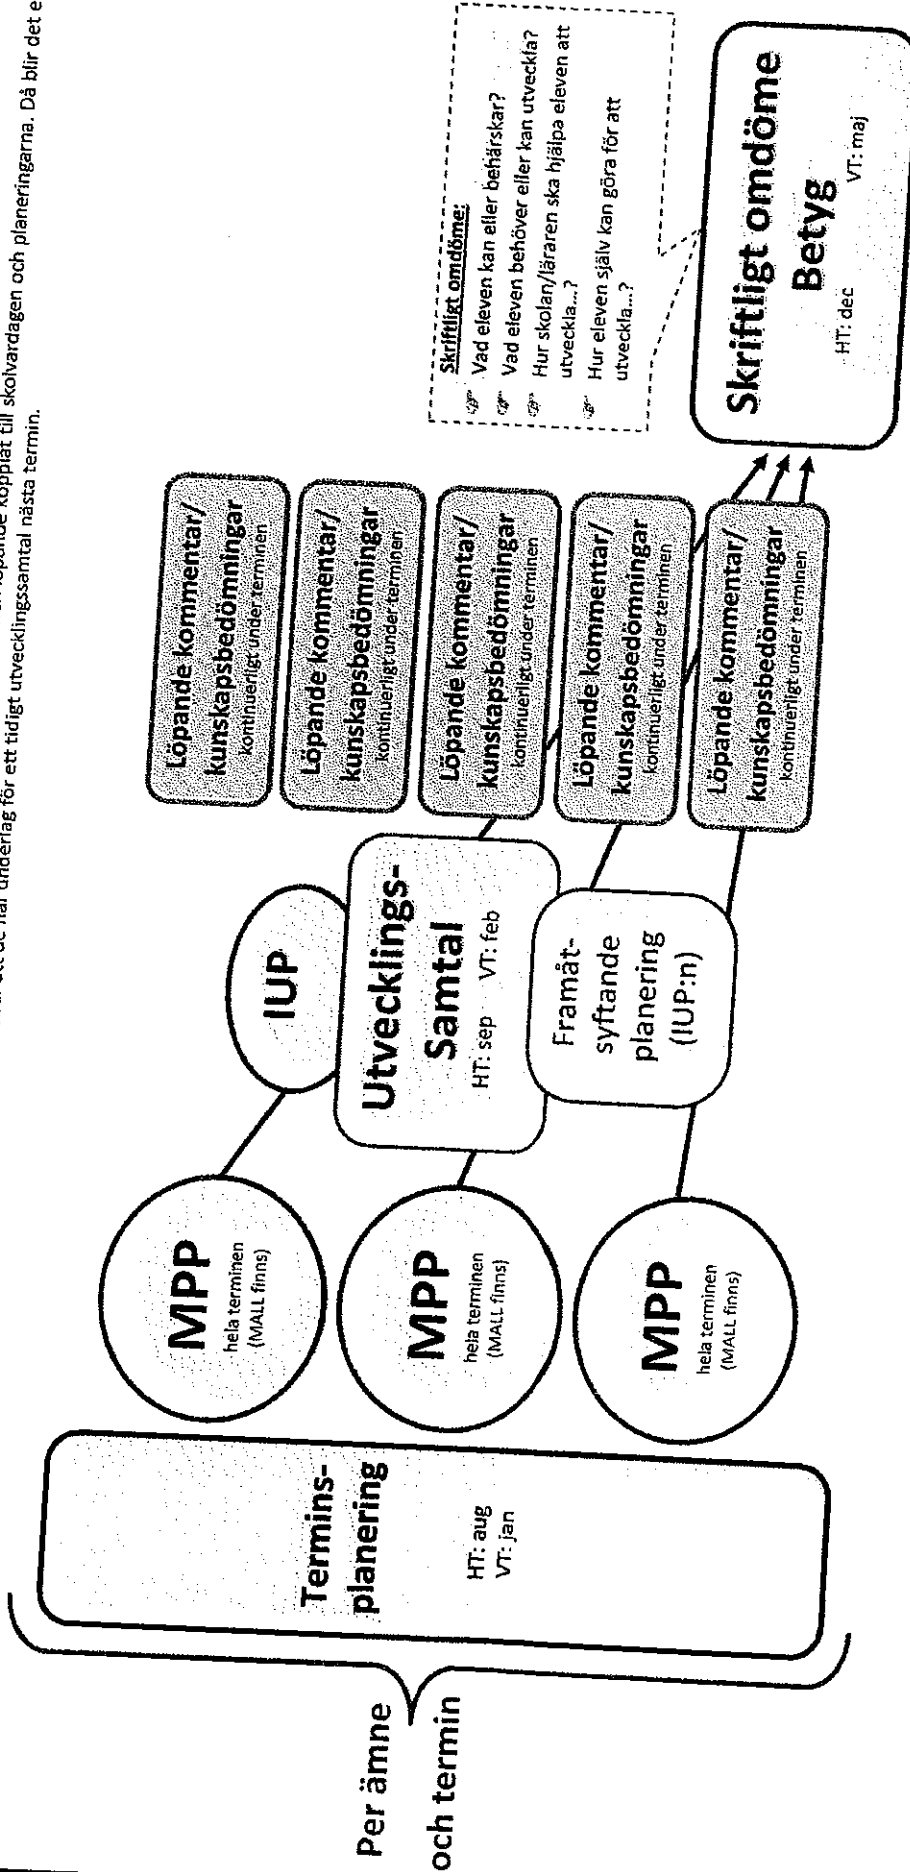 löpande kopplat till skolvardagen och planeringarna. Då blir det e
att de har underlag för ett tidigt utvecklingssamtal nästa termin.
Per ämne
och termin
Termins-
planering
HT: aug
VT: jan
MPP
hela terminen
(MALL finns)
MPP
hela terminen
(MALL finns)
MPP
hela terminen
(MALL finns)
IUP
Utvecklings-
Samtal
HT: sep VT: feb
Framåt-
syftande
planering
(IUP:n)
Löpande kommentar/
kunskapsbedömningar
kontinuerligt under terminen
Löpande kommentar/
kunskapsbedömningar
kontinuerligt under terminen
Löpande kommentar/
kunskapsbedömningar
kontinuerligt under terminen
Löpande kommentar/
kunskapsbedömningar
kontinuerligt under terminen
Löpande kommentar/
kunskapsbedömningar
kontinuerligt under terminen
Skriftligt omdöme:
Vad eleven kan eller behärskar?
Vad eleven behöver eller kan utveckla?
Hur skolan/läraren ska hjälpa eleven att
utveckla...?
Hur eleven själv kan göra för att
utveckla...?
Skriftligt omdöme
Betyg
HT: dec VT: maj